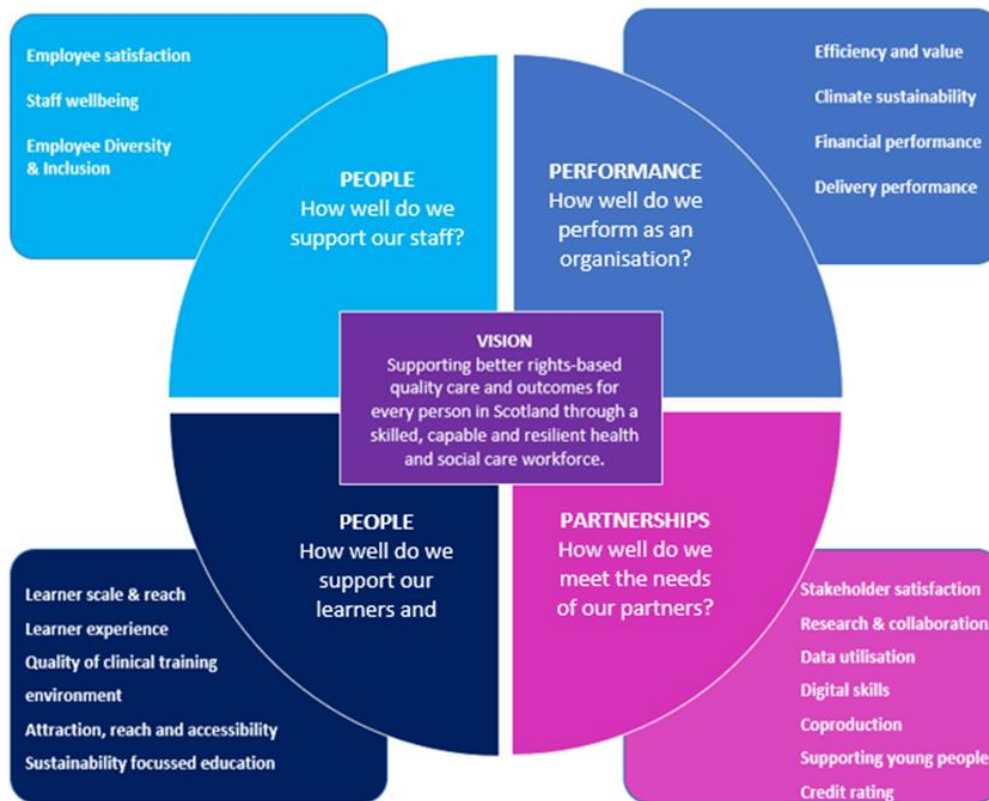 Employee satisfaction
Staff wellbeing
Employee Diversity
& Inclusion
PEOPLE
How well do we
support our staff?
PERFORMANCE
How well do we
perform as an
organisation?
Efficiency and value
Climate sustainability
Financial performance
Delivery performance
VISION
Supporting better rights-based
quality care and outcomes for
every person in Scotland through a
skilled, capable and resilient health
and social care workforce.
PEOPLE
How well do we
support our
learners and
PARTNERSHIPS
How well do we
meet the needs
of our partners?
Learner scale & reach
Learner experience
Quality of clinical training
environment
Attraction, reach and accessibility
Sustainability focussed education
Stakeholder satisfaction
Research & collaboration
Data utilisation
Digital skills
Coproduction
Supporting young people
Credit rating